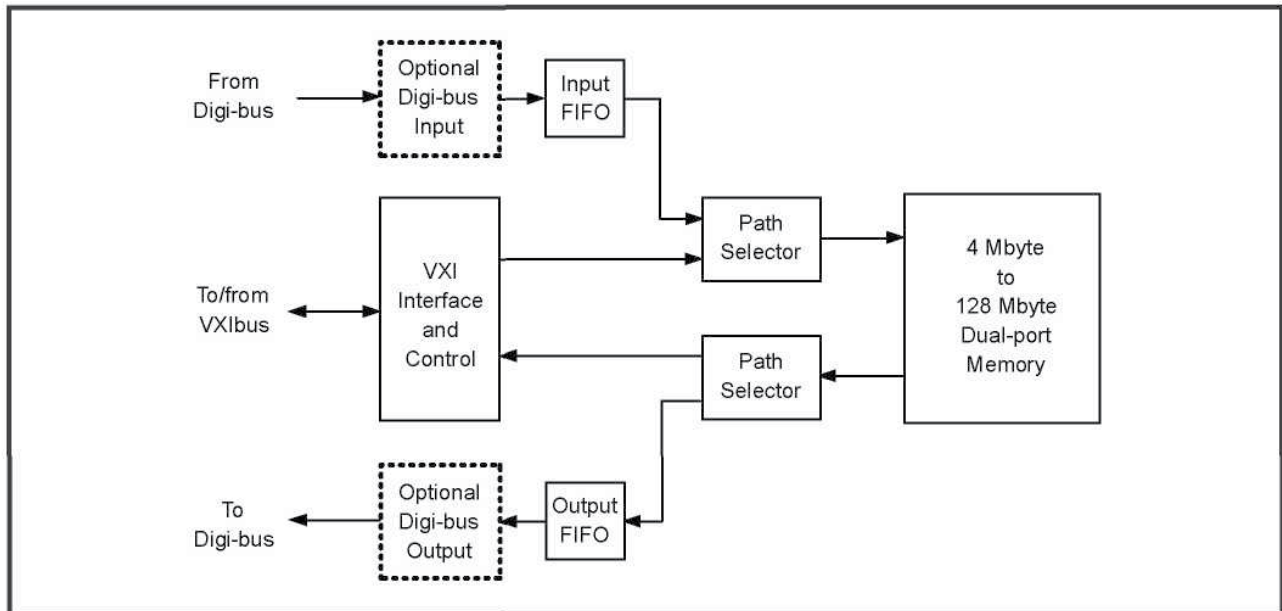 From
Digi-bus
Optional
Digi-bus
Input
Input
FIFO
Path
Selector
4 Mbyte
to
128 Mbyte
Dual-port
Memory
To/from
VXIbus
VXI
Interface
and
Control
Path
Selector
To
Digi-bus
Optional
Digi-bus
Output
Output
FIFO